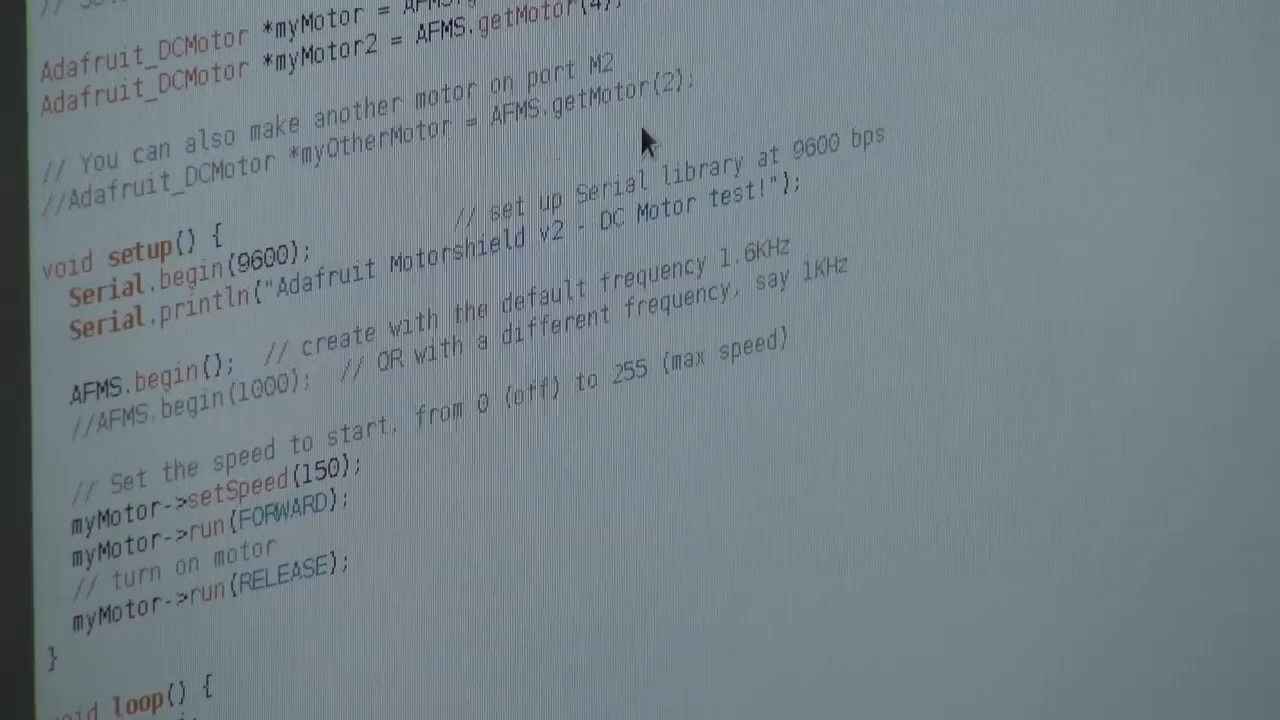 //
Adafruit_DCMotor *myMotor =
Adafruit_DCMotor *myMotor2 = AFMS.getMotor(4);
// You can also make another motor on port M2
//Adafruit_DCMotor *myOtherMotor = AFMS.getMotor(2);
void setup() {
Serial.begin(9600); // set up Serial library at 9600 bps
Serial.println("Adafruit Motorshield v2 - DC Motor test!");
AFMS.begin(); // create with the default frequency 1.6KHz
//AFMS.begin(1000); // OR with a different frequency, say 1KHz
// Set the speed to start, from 0 (off) to 255 (max speed)
myMotor->setSpeed(150);
myMotor->run(FORWARD);
// turn on motor
myMotor->run(RELEASE);
}
void loop() {